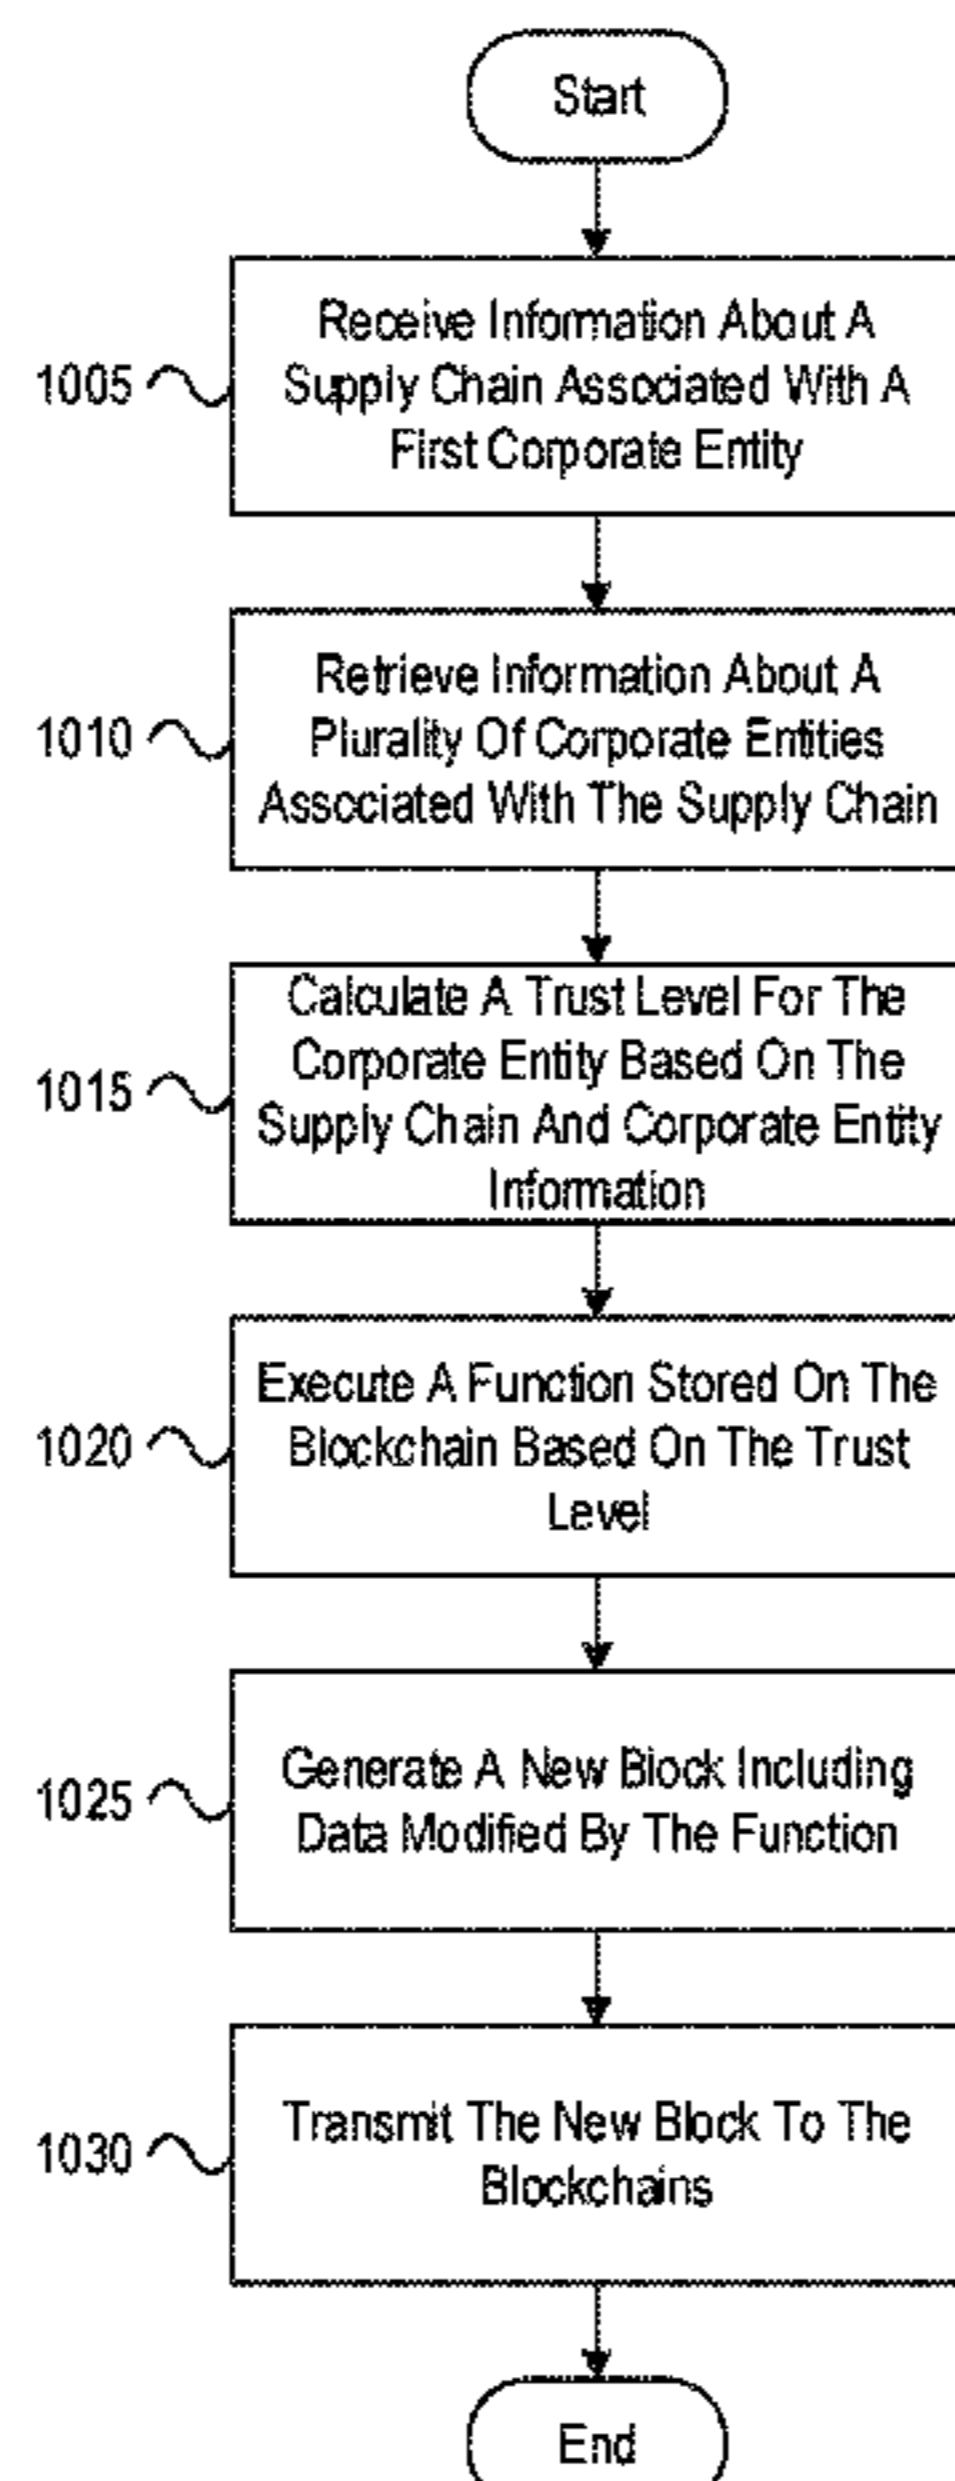 Start
Receive Information About A
1005
Supply Chain Associated With A
First Corporate Entity
Retrieve Information About A
1010
Plurality Of Corporate Entities
Associated With The Supply Chain
Calculate A Trust Level For The
Corporate Entity Based On The
1015
Supply Chain And Corporate Entity
Information
Execute A Function Stored On The
1020
Blockchain Based On The Trust
Level
Generate A New Block Including
1025
Data Modified By The Function
Transmit The New Block To The
1030
Blockchains
End